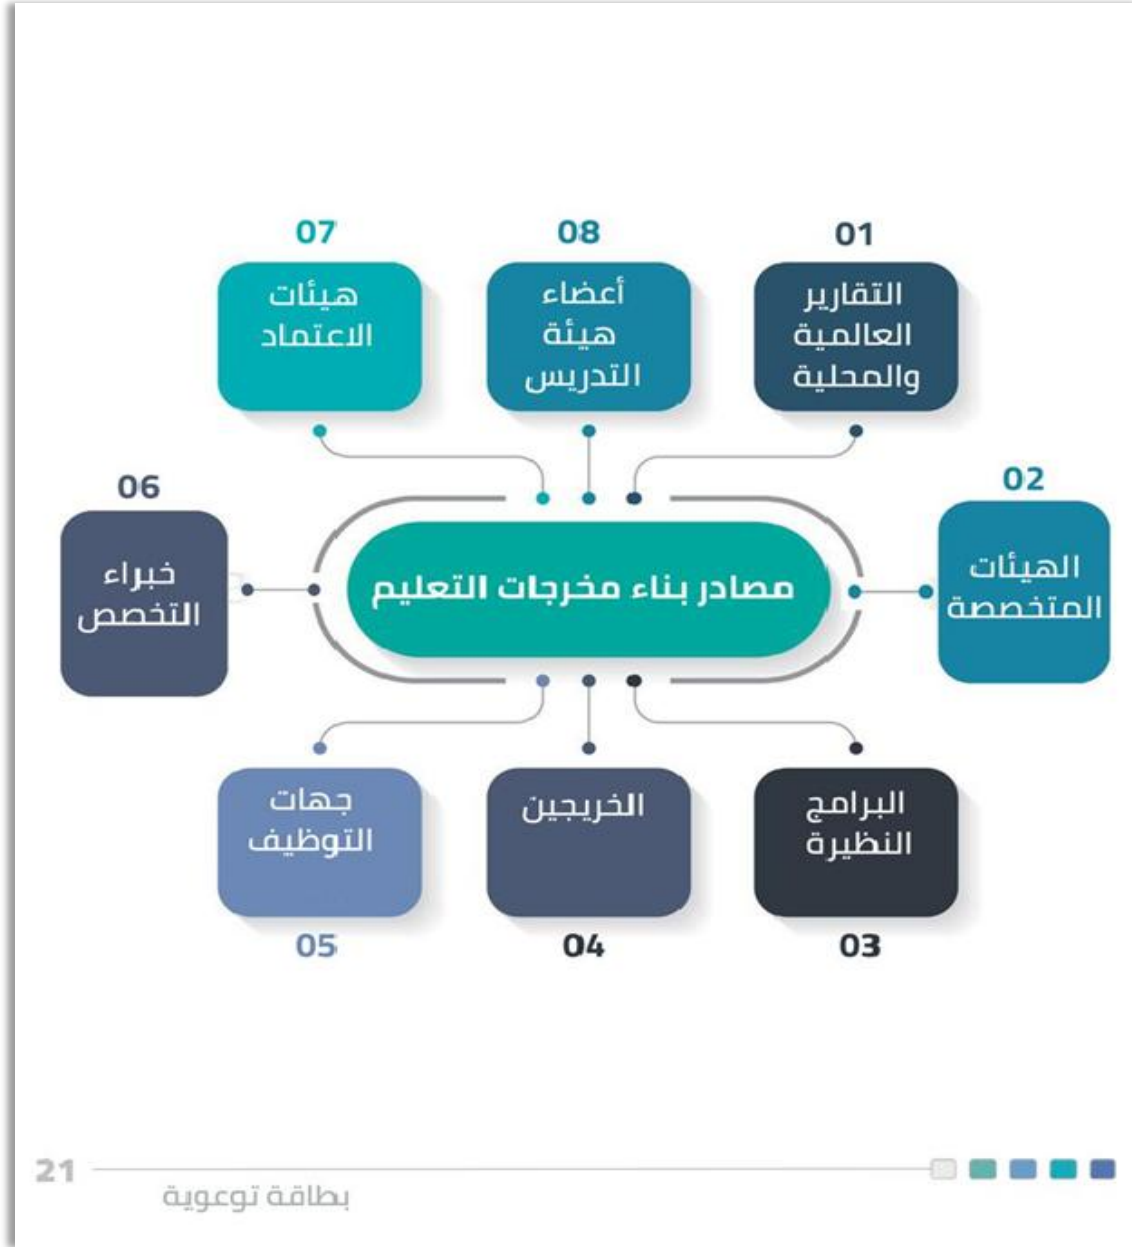 01
التقارير
العالمية
والمحلية
08
أعضاء
هيئة
التدريس
07
هيئات
الاعتماد
02
الهيئات
المتخصصة
مصادر بناء مخرجات التعليم
06
خبراء
التخصص
البرامج
النظيرة
03
الخريجين
04
جهات
التوظيف
05
21
بطاقة توعوية